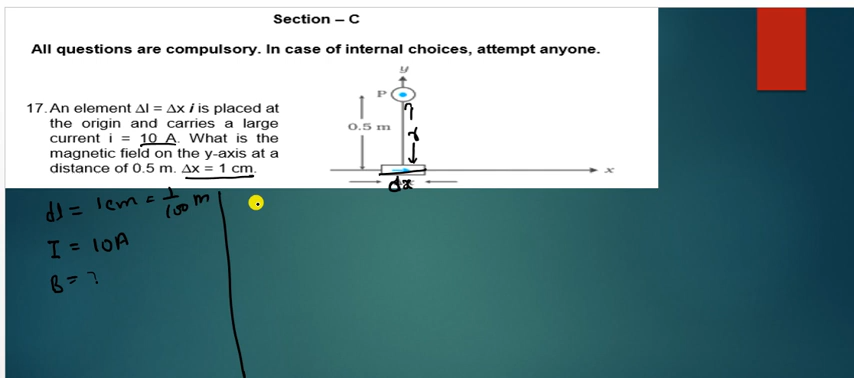 Section – C
All questions are compulsory. In case of internal choices, attempt anyone.
17. An element Δl = Δx i is placed at
the origin and carries a large
current i = 10 A. What is the
magnetic field on the y-axis at a
distance of 0.5 m. Δx = 1 cm.
y
P
0.5 m
r
x
dx
dl = 1cm = 1/100 m
I = 10A
B = ?